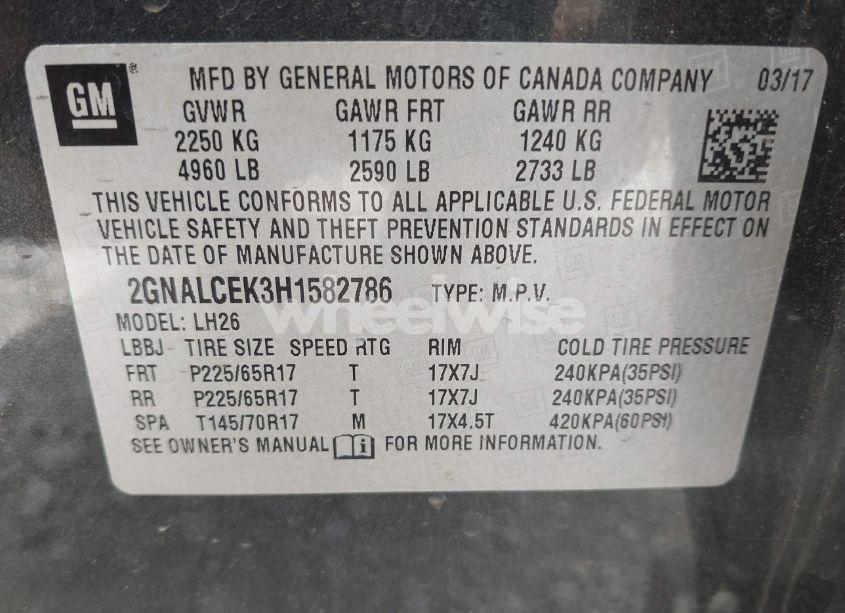 GM ® MFD BY GENERAL MOTORS OF CANADA COMPANY 03/17
GVWR GAWR FRT GAWR RR
2250 KG 1175 KG 1240 KG
4960 LB 2590 LB 2733 LB
THIS VEHICLE CONFORMS TO ALL APPLICABLE U.S. FEDERAL MOTOR
VEHICLE SAFETY AND THEFT PREVENTION STANDARDS IN EFFECT ON
THE DATE OF MANUFACTURE SHOWN ABOVE.
2GNALCEK3H1582786 TYPE: M.P.V.
wheelwise
MODEL: LH26
LBBJ TIRE SIZE SPEED RTG RIM COLD TIRE PRESSURE
FRT P225/65R17 T 17X7J 240KPA(35PSI)
RR P225/65R17 T 17X7J 240KPA(35PSI)
SPA T145/70R17 M 17X4.5T 420KPA(60PSI)
SEE OWNER'S MANUAL i FOR MORE INFORMATION.